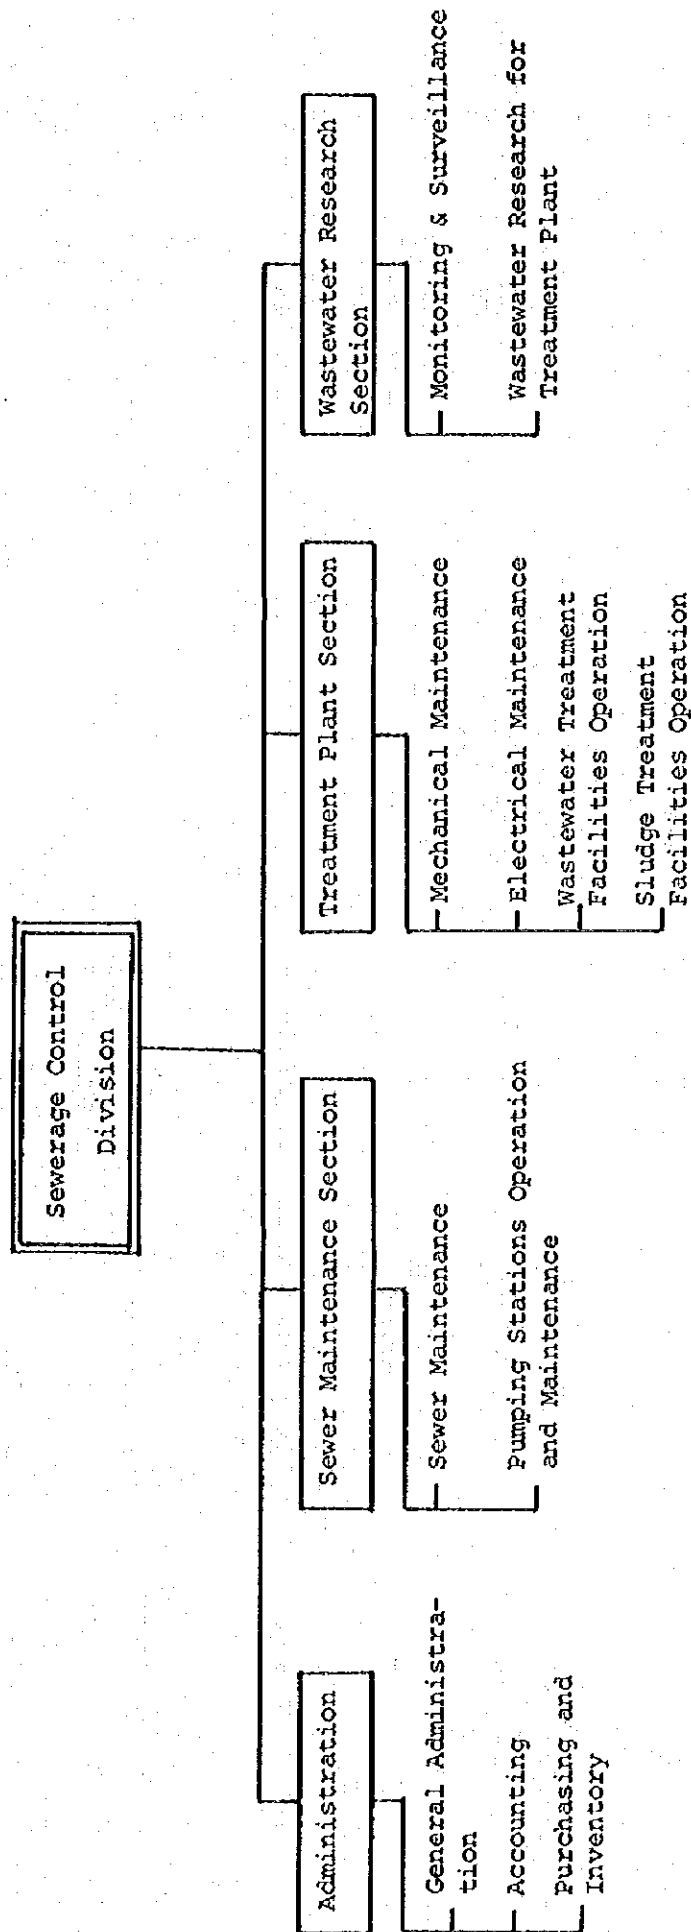 Sewerage Control
Division
Administration
General Administra-
tion
Accounting
Purchasing and
Inventory
Sewer Maintenance Section
Sewer Maintenance
Pumping Stations Operation
and Maintenance
Treatment Plant Section
Mechanical Maintenance
Electrical Maintenance
Wastewater Treatment
Facilities Operation
Sludge Treatment
Facilities Operation
Wastewater Research
Section
Monitoring & Surveillance
Wastewater Research for
Treatment Plant